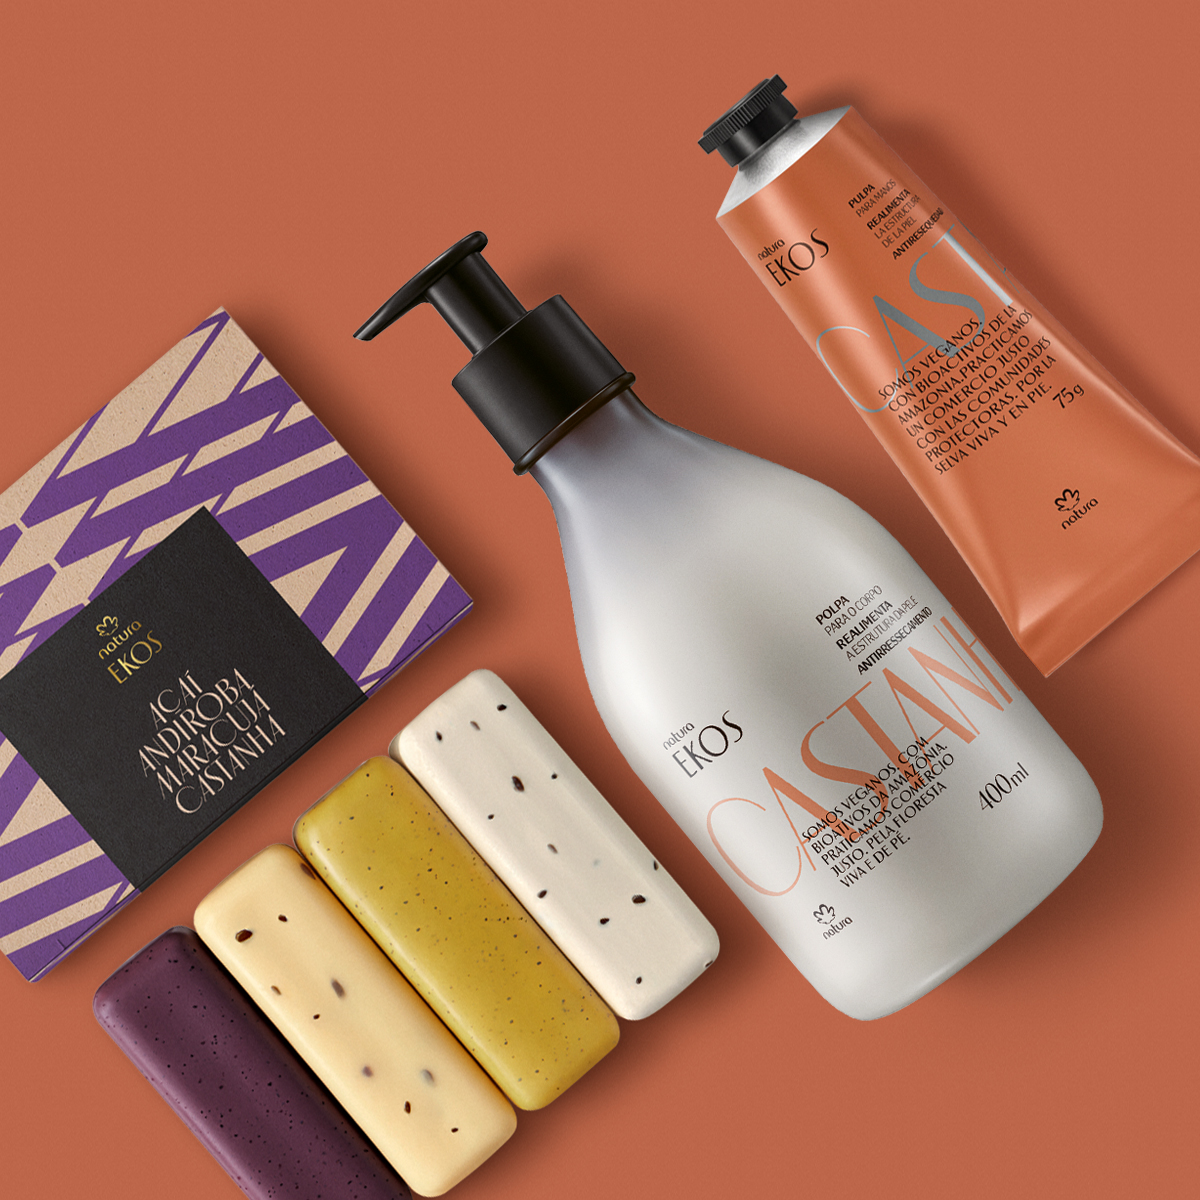 natura
EKOS
PULPA
PARA MANOS
REALIMENTA
LA ESTRUCTURA
DE LA PIEL
ANTIRESEQUEDAD
CAST
SOMOS VEGANOS,
CON BIOACTIVOS DE LA
AMAZONIA.PRACTICAMOS
UN COMERCIO JUSTO
CON LAS COMUNIDADES
PROTECTORAS. POR LA
SELVA VIVA Y EN PIE.
75g
natura
natura
EKOS
POLPA
PARA O CORPO
REALIMENTA
A ESTRUTURA DA PELE
ANTIRRESSECAMENTO
CASTANH
SOMOS VEGANOS, COM
BIOATIVOS DA AMAZÔNIA.
PRATICAMOS COMÉRCIO
JUSTO. PELA FLORESTA
VIVA E DE PÉ.
400ml
natura
natura
EKOS
AÇAÍ
ANDIROBA
MARACUJÁ
CASTANHA